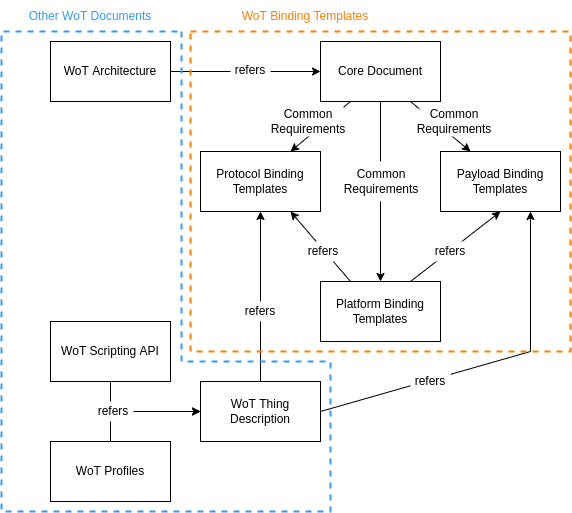 Other WoT Documents
WoT Binding Templates
WoT Architecture
refers
Core Document
Common
Requirements
Common
Requirements
Protocol Binding
Templates
Common
Requirements
Payload Binding
Templates
refers
refers
Platform Binding
Templates
refers
WoT Scripting API
refers
WoT Thing
Description
refers
WoT Profiles